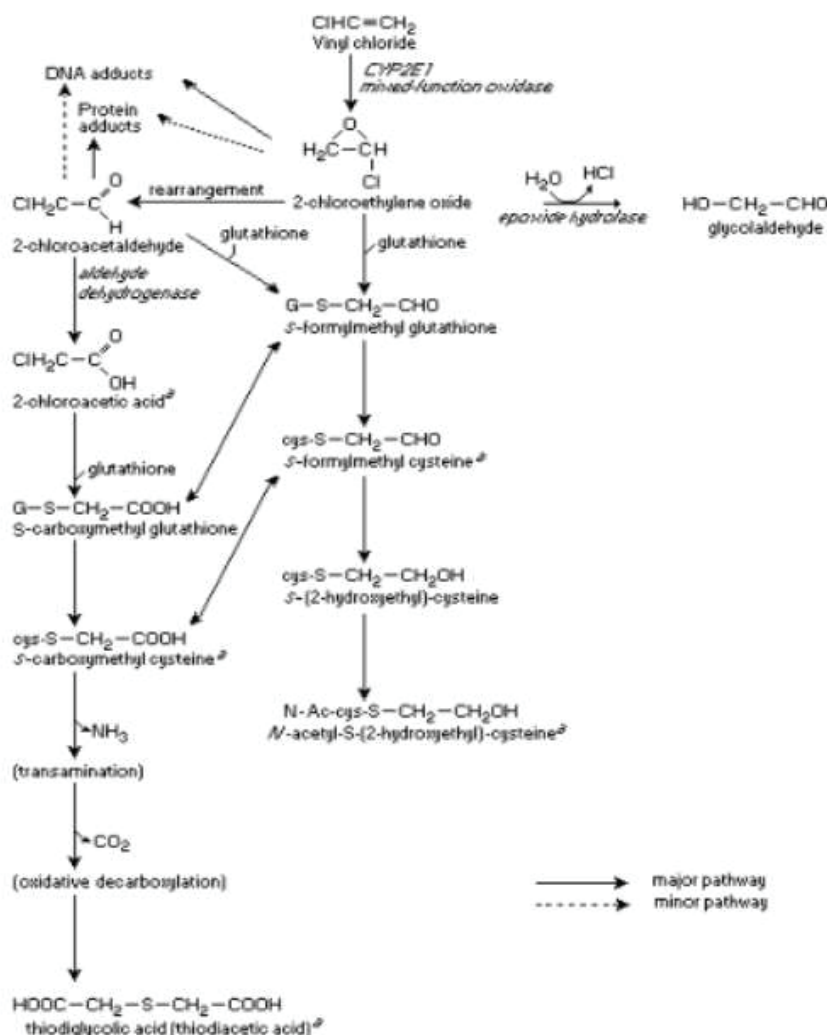 ClHC=CH2
Vinyl chloride
CYP2E1
mixed-function oxidase
DNA adducts
Protein
adducts
O
H2C–CH
Cl
2-chloroethylene oxide
rearrangement
O
ClH2C–C
H
2-chloroacetaldehyde
H2O
HCl
epoxide hydrolase
HO–CH2–CHO
glycolaldehyde
glutathione
glutathione
aldehyde
dehydrogenase
G–S–CH2–CHO
S-formylmethyl glutathione
O
ClH2C–C
OH
2-chloroacetic acid a
glutathione
cys-S–CH2–CHO
S-formylmethyl cysteine a
G–S–CH2–COOH
S-carboxymethyl glutathione
cys-S–CH2–CH2OH
S-(2-hydroxyethyl)-cysteine
cys-S–CH2–COOH
S-carboxymethyl cysteine a
N-Ac-cys-S–CH2–CH2OH
N-acetyl-S-(2-hydroxyethyl)-cysteine a
NH3
(transamination)
CO2
(oxidative decarboxylation)
major pathway
minor pathway
HOOC–CH2–S–CH2–COOH
thiodiglycolic acid (thiodiacetic acid) a